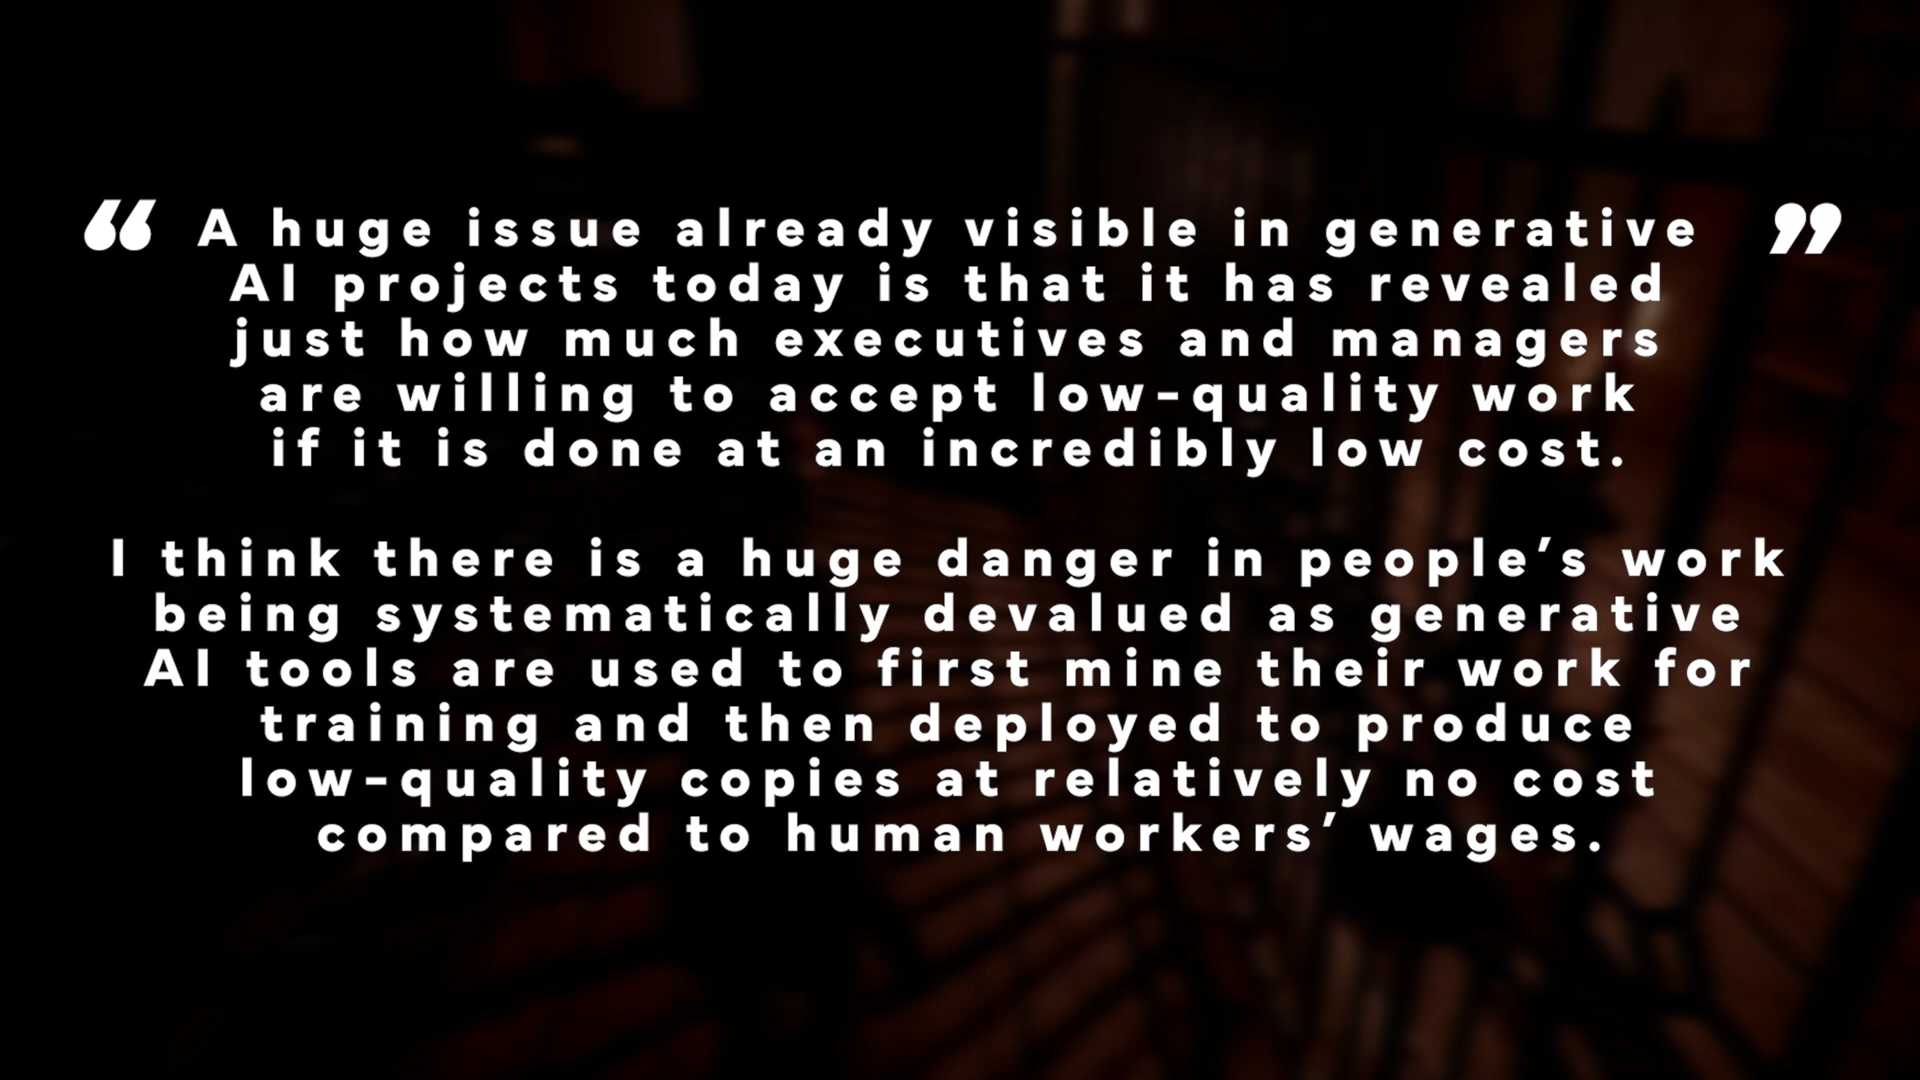 “A huge issue already visible in generative”
AI projects today is that it has revealed
just how much executives and managers
are willing to accept low-quality work
if it is done at an incredibly low cost.
I think there is a huge danger in people’s work
being systematically devalued as generative
AI tools are used to first mine their work for
training and then deployed to produce
low-quality copies at relatively no cost
compared to human workers’ wages.